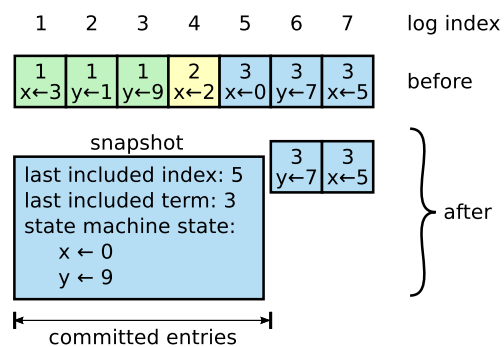 1 2 3 4 5 6 7 log index
1 1 1 2 3 3 3
x←3 y←1 y←9 x←2 x←0 y←7 x←5
before
snapshot
3 3
y←7 x←5
last included index: 5
last included term: 3
state machine state:
x ← 0
y ← 9
after
committed entries